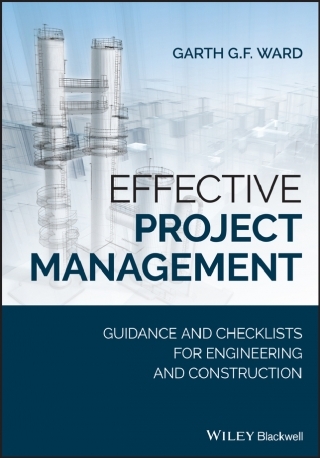 GARTH G.F. WARD
EFFECTIVE
PROJECT
MANAGEMENT
GUIDANCE AND CHECKLISTS
FOR ENGINEERING
AND CONSTRUCTION
WILEY Blackwell